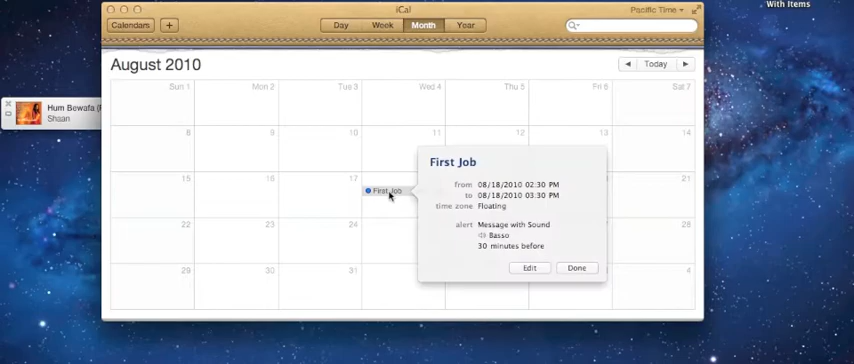 With Items
iCal
Pacific Time
Calendars
+
Day
Week
Month
Year
August 2010
Today
Hum Bewafa (
Shaan
Sun 1
Mon 2
Tue 3
Wed 4
Thu 5
Fri 6
Sat 7
8
9
10
11
12
13
14
15
16
17
21
First Job
First Job
from 08/18/2010 02:30 PM
to 08/18/2010 03:30 PM
time zone Floating
alert Message with Sound
Basso
30 minutes before
Edit
Done
22
23
24
28
29
30
31
4